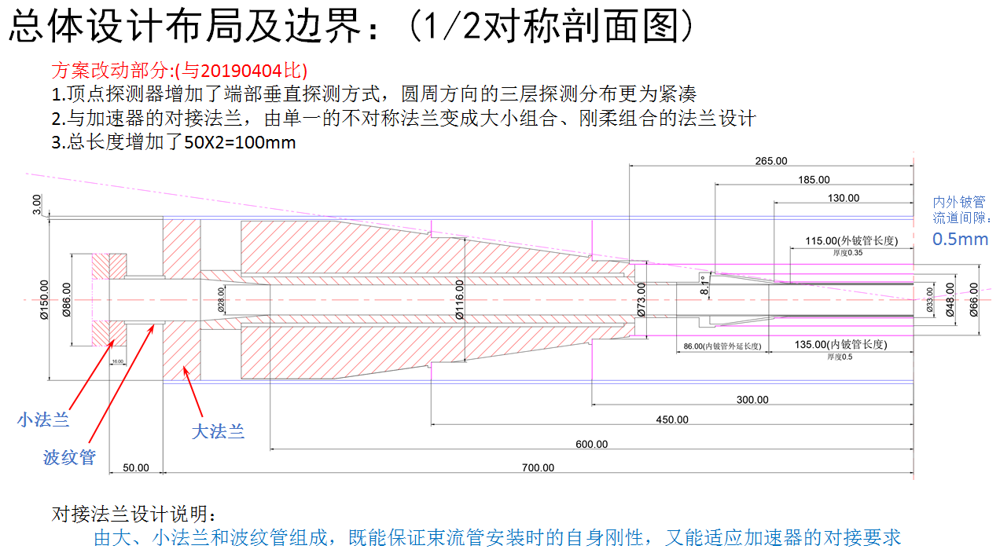 总体设计布局及边界：(1/2对称剖面图)
方案改动部分:(与20190404比)
1.顶点探测器增加了端部垂直探测方式，圆周方向的三层探测分布更为紧凑
2.与加速器的对接法兰，由单一的不对称法兰变成大小组合、刚柔组合的法兰设计
3.总长度增加了50X2=100mm
265.00
185.00
130.00
3.00
内外铍管
流道间隙：
0.5mm
115.00(外铍管长度)
厚度0.35
Ø150.00
Ø86.00
Ø28.00
Ø116.00
Ø73.00
8.1°
Ø33.00
Ø48.00
Ø66.00
86.00(内铍管外延长度)
135.00(内铍管长度)
厚度0.5
16.00
小法兰
波纹管
大法兰
300.00
450.00
600.00
50.00
700.00
对接法兰设计说明：
由大、小法兰和波纹管组成，既能保证束流管安装时的自身刚性，又能适应加速器的对接要求